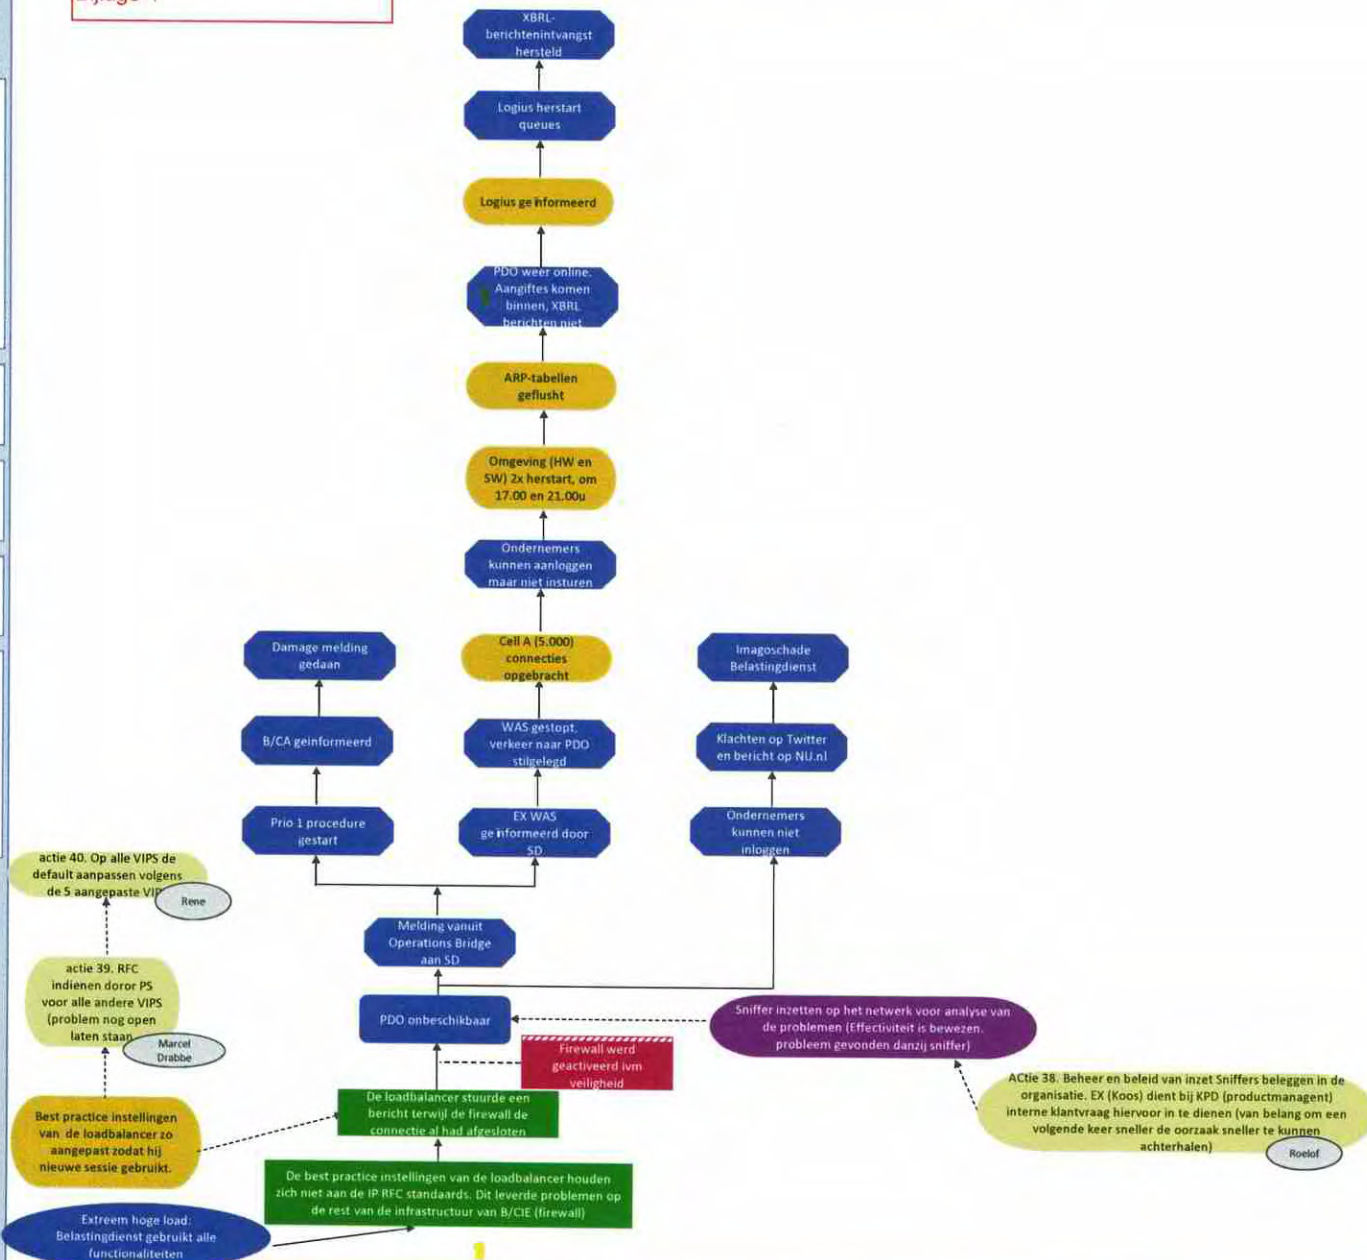 XBRL-
berichtenintvangst
hersteld
Logius herstart
queues
Logius geïnformeerd
PDO weer online.
Aangiftes komen
binnen, XBRL
berichten niet
ARP-tabellen
geflusht
Omgeving (HW en
SW) 2x herstart, om
17.00 en 21.00u
Ondernemers
kunnen aanloggen
maar niet insturen
Cell A (5.000)
connecties
opgebracht
Damage melding
gedaan
Imagoschade
Belastingdienst
B/CA geinformeerd
WAS gestopt,
verkeer naar PDO
stilgelegd
Klachten op Twitter
en bericht op NU.nl
Prio 1 procedure
gestart
EX WAS
geïnformeerd door
SD
Ondernemers
kunnen niet
inloggen
actie 40. Op alle VIPS de
default aanpassen volgens
de 5 aangepaste VIP
Rene
Melding vanuit
Operations Bridge
aan SD
actie 39. RFC
indienen doror PS
voor alle andere VIPS
(problem nog open
laten staan
Marcel
Drabbe
PDO onbeschikbaar
Sniffer inzetten op het netwerk voor analyse van
de problemen (Effectiviteit is bewezen.
probleem gevonden danzij sniffer)
Firewall werd
geactiveerd ivm
veiligheid
De loadbalancer stuurde een
bericht terwijl de firewall de
connectie al had afgesloten
ACtie 38. Beheer en beleid van inzet Sniffers beleggen in de
organisatie. EX (Koos) dient bij KPD (productmanagent)
interne klantvraag hiervoor in te dienen (van belang om een
volgende keer sneller de oorzaak sneller te kunnen
achterhalen)
Roelof
Best practice instellingen
van de loadbalancer zo
aangepast zodat hij
nieuwe sessie gebruikt.
De best practice instellingen van de loadbalancer houden
zich niet aan de IP RFC standaards. Dit leverde problemen op
de rest van de infrastructuur van B/CIE (firewall)
Extreem hoge load:
Belastingdienst gebruikt alle
functionaliteiten